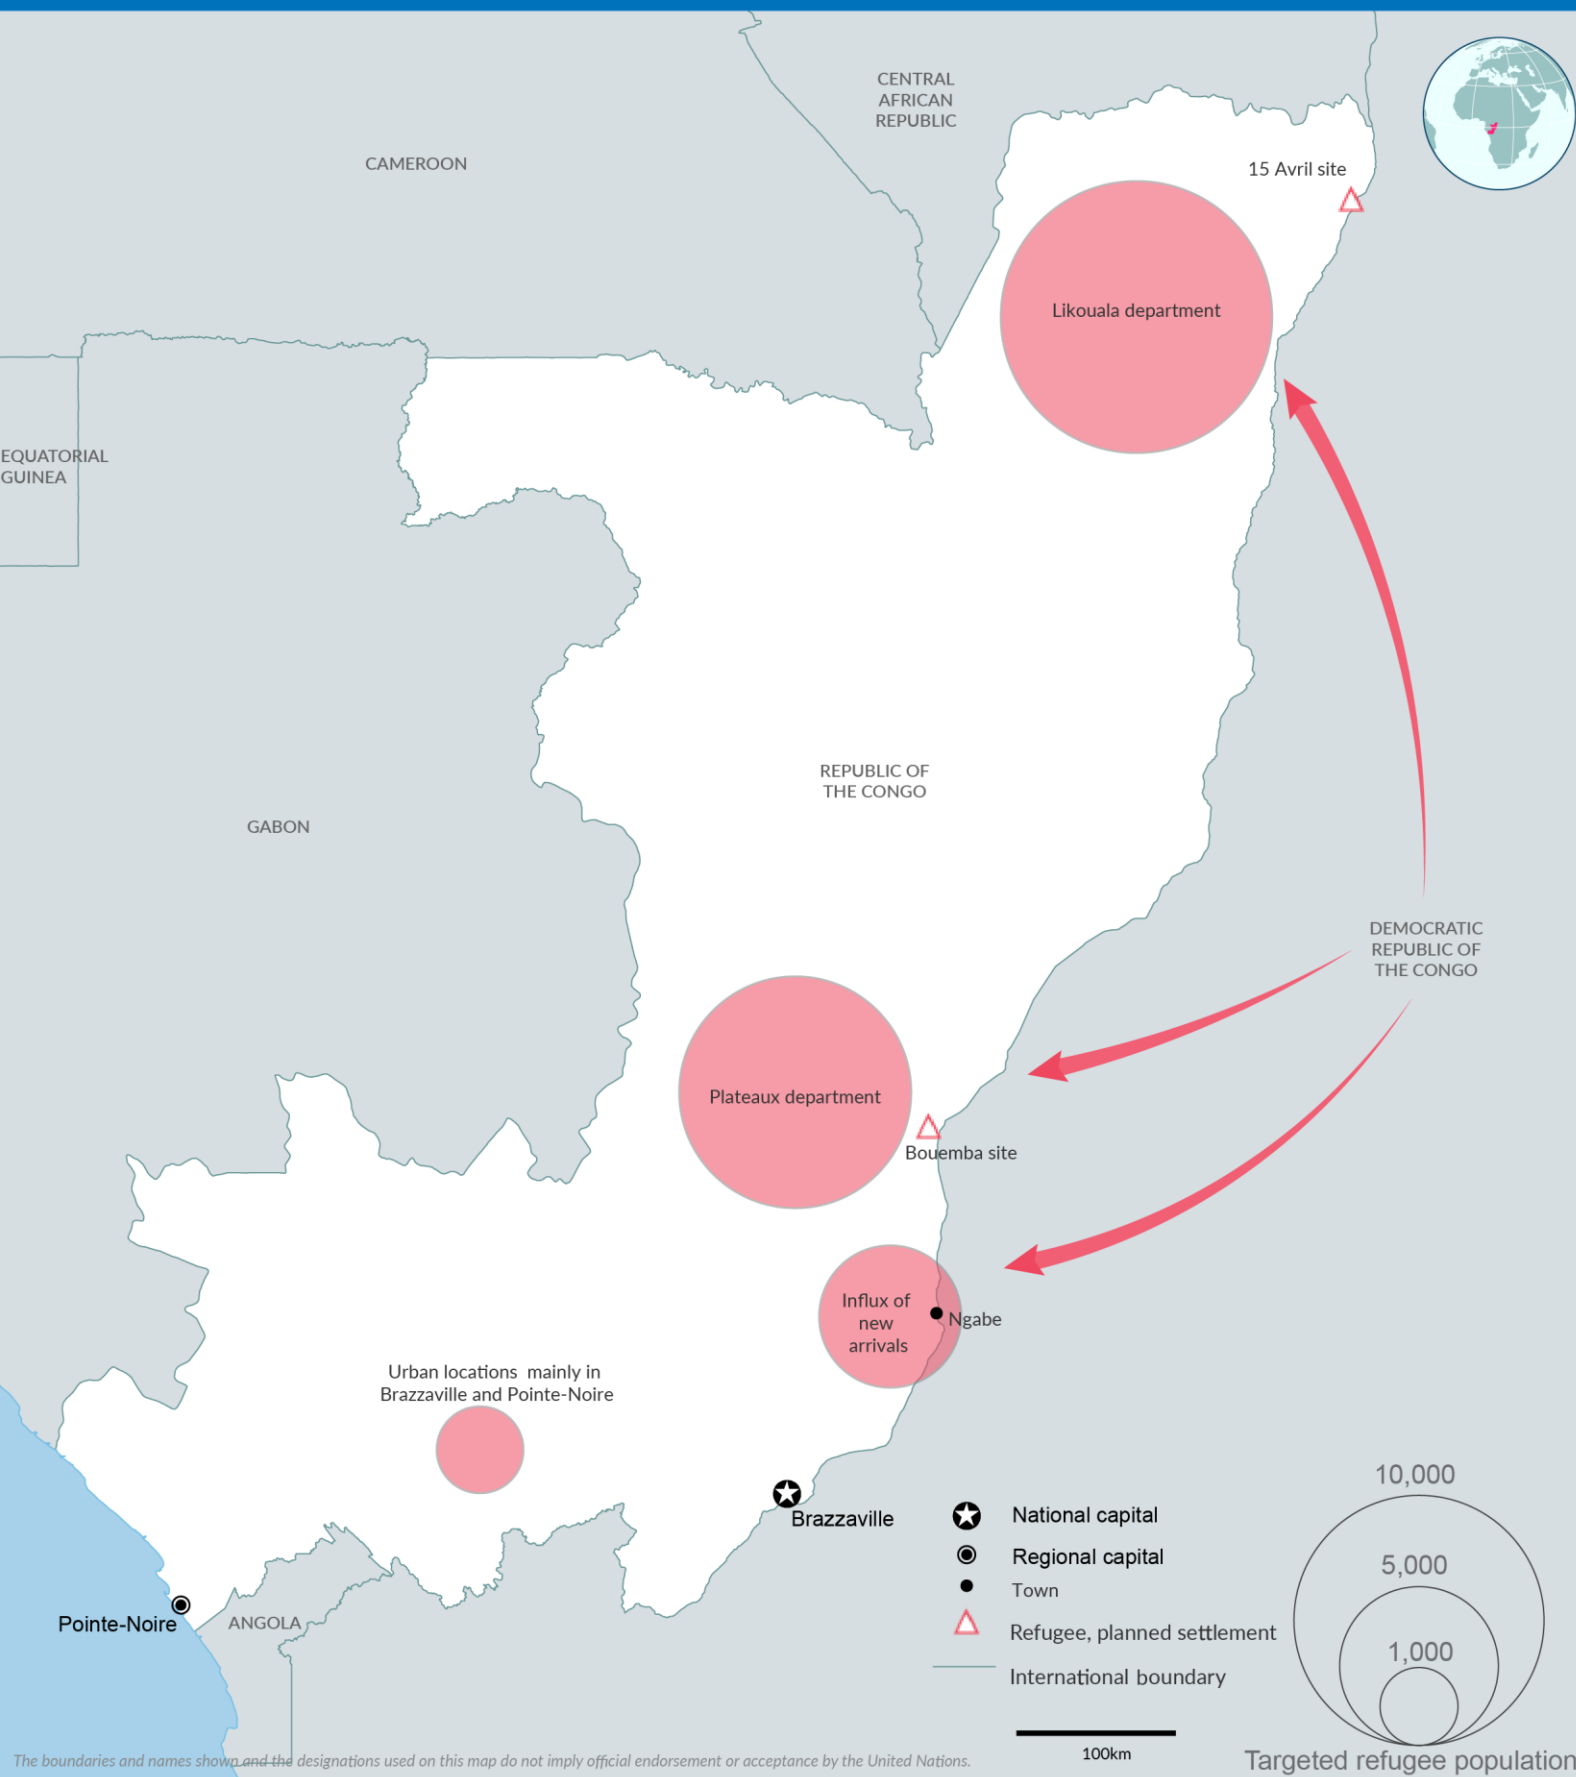 CENTRAL
AFRICAN
REPUBLIC
CAMEROON
15 Avril site
Likouala department
EQUATORIAL
GUINEA
REPUBLIC OF
THE CONGO
GABON
DEMOCRATIC
REPUBLIC OF
THE CONGO
Plateaux department
Bouemba site
Influx of
new
arrivals
Ngabe
Urban locations mainly in
Brazzaville and Pointe-Noire
Brazzaville
Pointe-Noire
ANGOLA
National capital
Regional capital
Town
Refugee, planned settlement
International boundary
100km
10,000
5,000
1,000
Targeted refugee population
The boundaries and names shown and the designations used on this map do not imply official endorsement or acceptance by the United Nations.